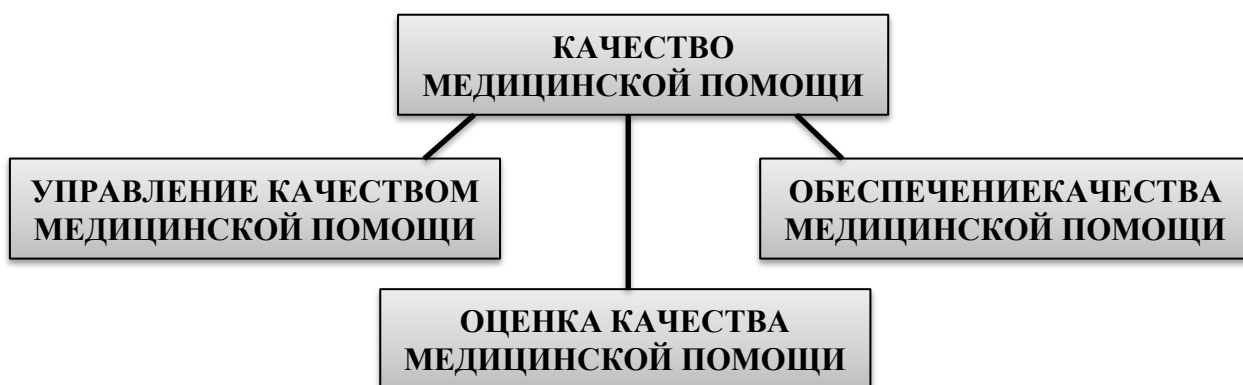 КАЧЕСТВО
МЕДИЦИНСКОЙ ПОМОЩИ
УПРАВЛЕНИЕ КАЧЕСТВОМ
МЕДИЦИНСКОЙ ПОМОЩИ
ОБЕСПЕЧЕНИЕКАЧЕСТВА
МЕДИЦИНСКОЙ ПОМОЩИ
ОЦЕНКА КАЧЕСТВА
МЕДИЦИНСКОЙ ПОМОЩИ